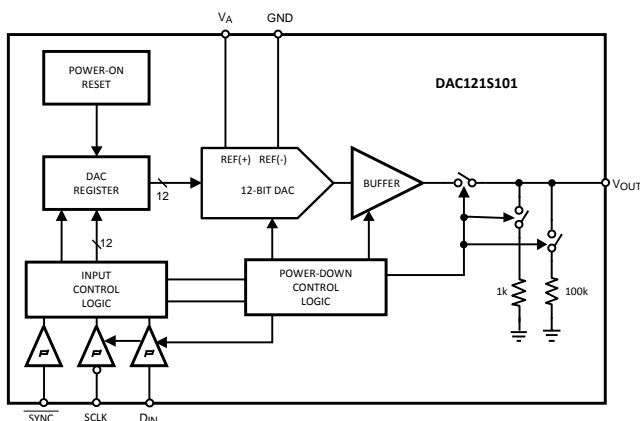 VA GND
POWER-ON
RESET
DAC121S101
REF(+) REF(-)
DAC
REGISTER
12
12-BIT DAC
BUFFER
VOUT
12
INPUT
CONTROL
LOGIC
POWER-DOWN
CONTROL
LOGIC
1k
100k
SYNC SCLK DIN